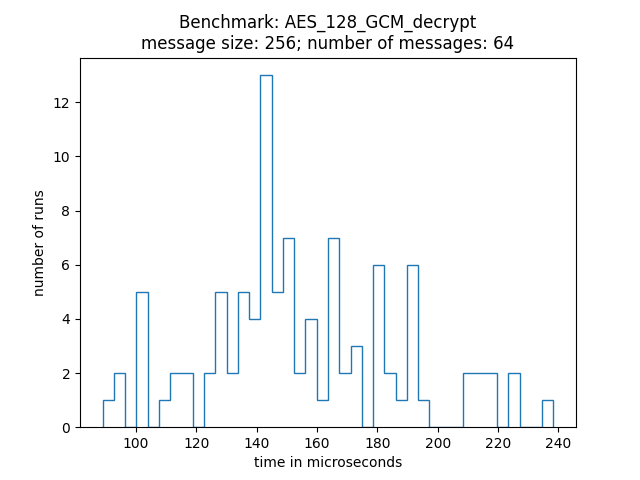 Benchmark: AES_128_GCM_decrypt
message size: 256; number of messages: 64
12
10
8
6
4
2
0
number of runs
100 120 140 160 180 200 220 240
time in microseconds